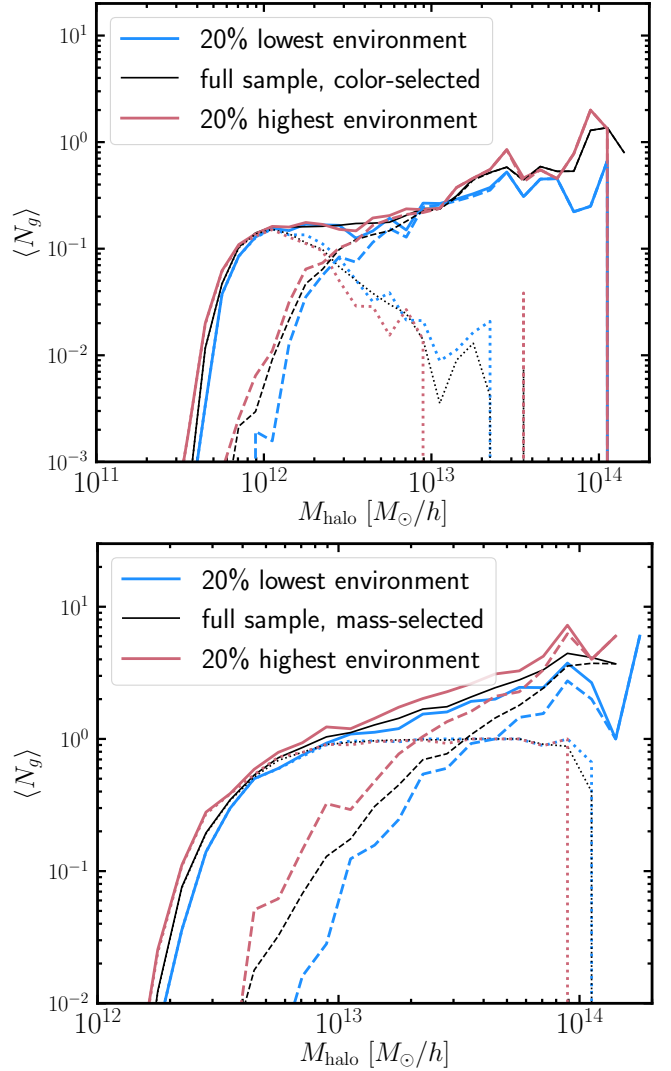 10¹
20% lowest environment
full sample, color-selected
20% highest environment
10⁰
10⁻¹
10⁻²
10⁻³
⟨N_g⟩
10¹¹ 10¹² 10¹³ 10¹⁴
M_halo [M_⊙/h]
20% lowest environment
full sample, mass-selected
20% highest environment
10¹
10⁰
10⁻¹
10⁻²
⟨N_g⟩
10¹² 10¹³ 10¹⁴
M_halo [M_⊙/h]